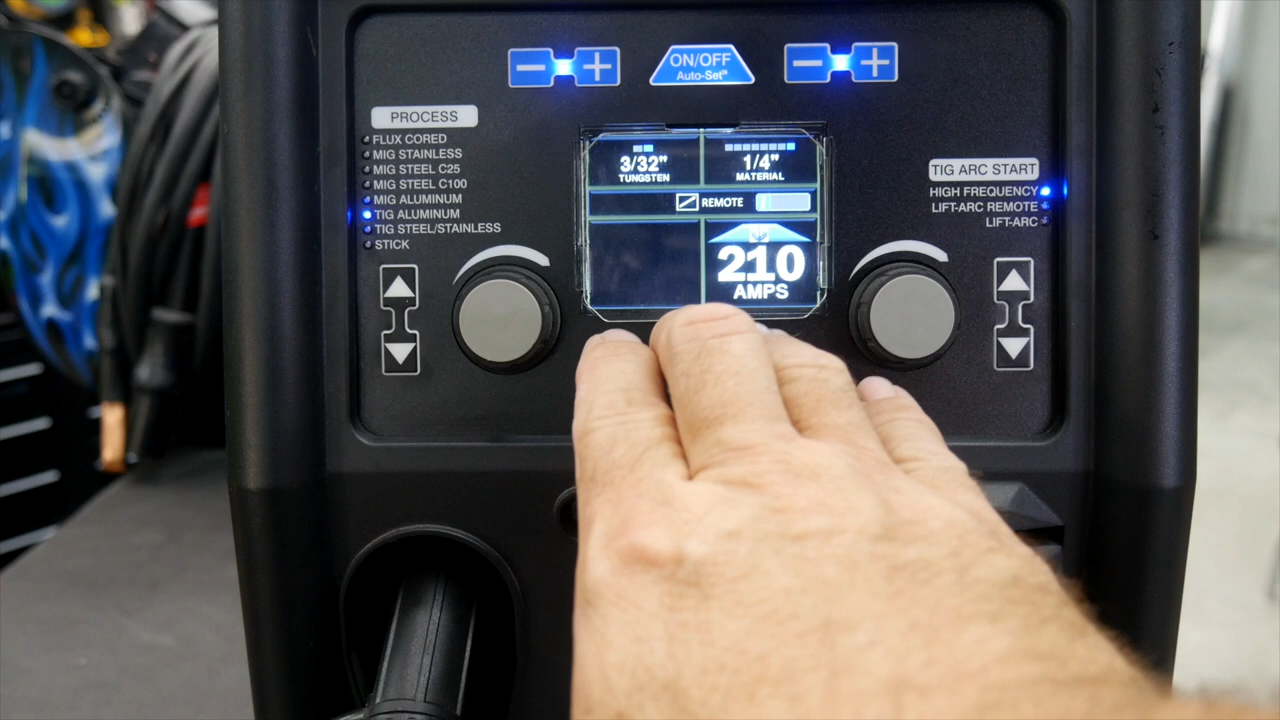 − +
ON/OFF
Auto-Set™
− +
PROCESS
FLUX CORED
MIG STAINLESS
MIG STEEL C25
MIG STEEL C100
MIG ALUMINUM
TIG ALUMINUM
TIG STEEL/STAINLESS
STICK
3/32"
TUNGSTEN
1/4"
MATERIAL
REMOTE
210
AMPS
TIG ARC START
HIGH FREQUENCY
LIFT-ARC REMOTE
LIFT-ARC